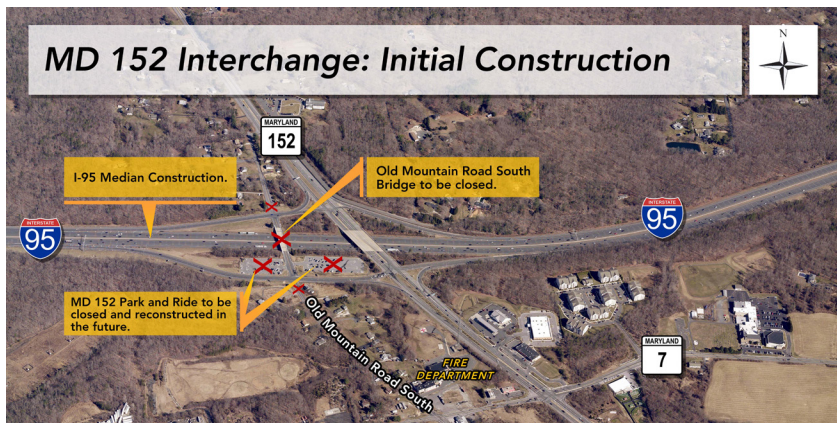 MD 152 Interchange: Initial Construction
N
MARYLAND
152
I-95 Median Construction.
Old Mountain Road South
Bridge to be closed.
INTERSTATE
95
INTERSTATE
95
MD 152 Park and Ride to be
closed and reconstructed in
the future.
Old Mountain Road South
FIRE
DEPARTMENT
MARYLAND
7